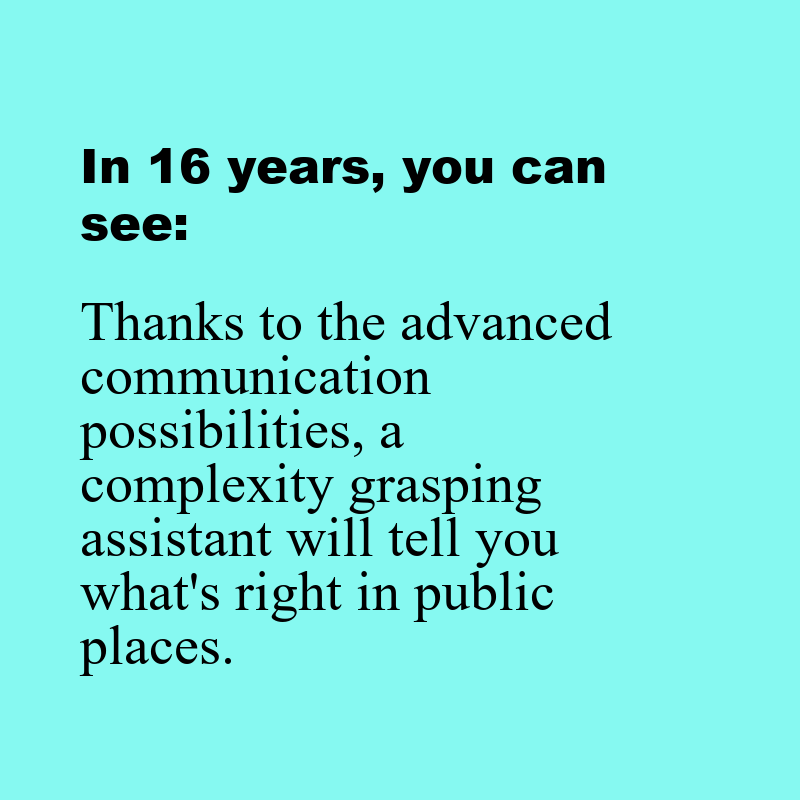 In 16 years, you can
see:
Thanks to the advanced
communication
possibilities, a
complexity grasping
assistant will tell you
what's right in public
places.